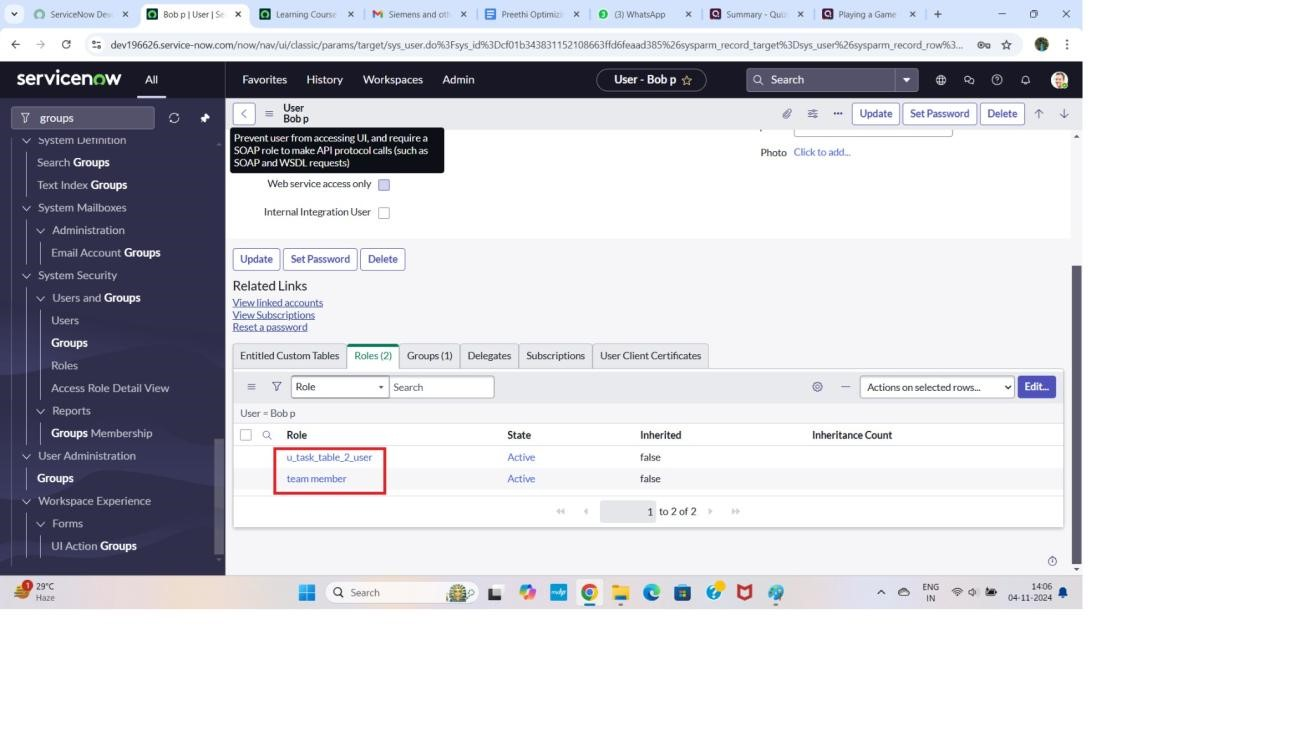 ServiceNow Dev
Bob p | User | Se
Learning Course
Siemens and oth
Preethi Optimizi
(3) WhatsApp
Summary - Quiz
Playing a Game
dev196626.service-now.com/now/nav/ui/classic/params/target/sys_user.do%3Fsys_id%3Dcf01b343831152108663ffd6feaad385%26sysparm_record_target%3Dsys_user%26sysparm_record_row%3...
servicenow All Favorites History Workspaces Admin User - Bob p Search
groups
User
Bob p
Update Set Password Delete
System Definition
Search Groups
Text Index Groups
System Mailboxes
Administration
Email Account Groups
System Security
Users and Groups
Users
Groups
Roles
Access Role Detail View
Reports
Groups Membership
User Administration
Groups
Workspace Experience
Forms
UI Action Groups
Prevent user from accessing UI, and require a
SOAP role to make API protocol calls (such as
SOAP and WSDL requests)
Photo Click to add...
Web service access only
Internal Integration User
Update Set Password Delete
Related Links
View linked accounts
View Subscriptions
Reset a password
Entitled Custom Tables Roles (2) Groups (1) Delegates Subscriptions User Client Certificates
Role Search Actions on selected rows... Edit...
User = Bob p
Role State Inherited Inheritance Count
u_task_table_2_user Active false
team member Active false
1 to 2 of 2
1 29°C
Haze
Search
ENG
IN
14:06
04-11-2024